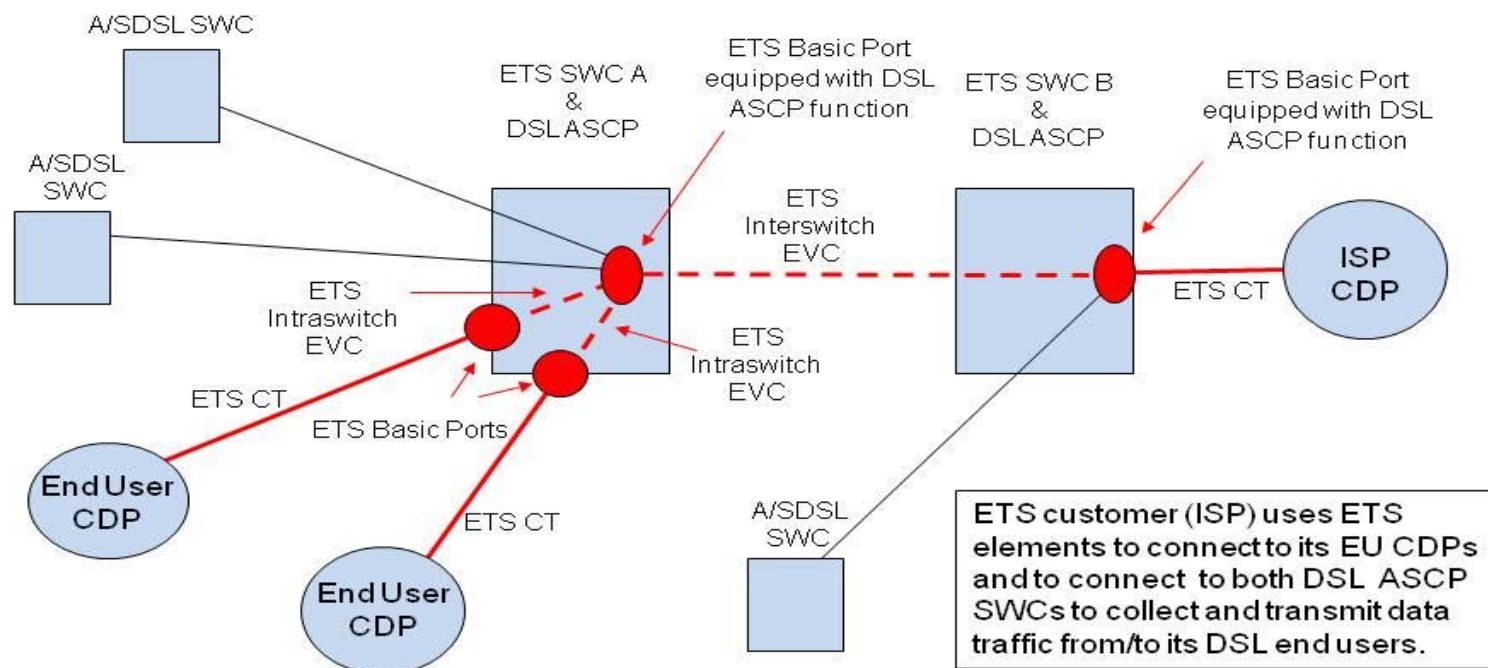 A/SDSL SWC
A/SDSL
SWC
ETS SWC A
&
DSL ASCP
ETS Basic Port
equipped with DSL
ASCP function
ETS SWC B
&
DSL ASCP
ETS Basic Port
equipped with DSL
ASCP function
ETS
Interswitch
EVC
ETS
Intraswitch
EVC
ETS
Intraswitch
EVC
ETS CT
ISP
CDP
ETS CT
ETS Basic Ports
End User
CDP
ETS CT
End User
CDP
A/SDSL
SWC
ETS customer (ISP) uses ETS
elements to connect to its EU CDPs
and to connect to both DSL ASCP
SWCs to collect and transmit data
traffic from/to its DSL end users.